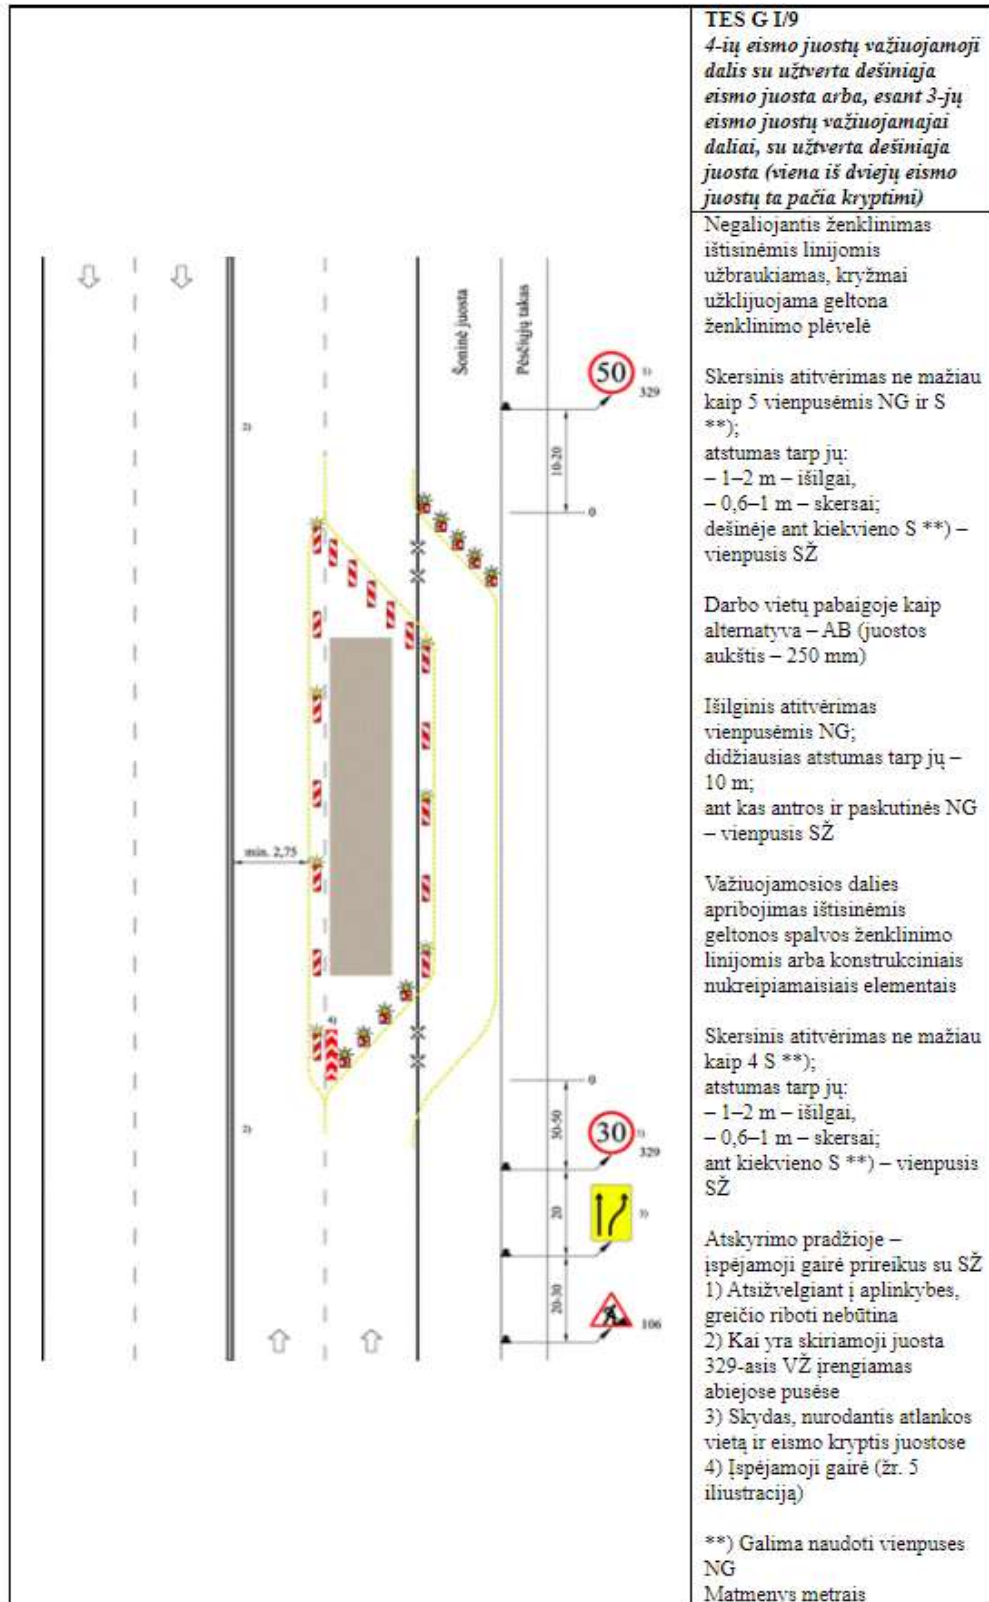 TES G I/9
4-ių eismo juostų važiuojamoji
dalis su užtverta dešiniaja
eismo juosta arba, esant 3-jų
eismo juostų važiuojamajai
daliai, su užtverta dešiniaja
juosta (viena iš dviejų eismo
juostų ta pačia kryptimi)
Negaliojantis ženklinimas
ištisinėmis linijomis
užbraukiamas, kryžmai
užklijuojama geltona
ženklinimo plėvelė
Skersinis atitvėrimas ne mažiau
kaip 5 vienpusėmis NG ir S
**);
atstumas tarp jų:
– 1–2 m – išilgai,
– 0,6–1 m – skersai;
dešinėje ant kiekvieno S **) –
vienpusis SŽ
Darbo vietų pabaigoje kaip
alternatyva – AB (juostos
aukštis – 250 mm)
Išilginis atitvėrimas
vienpusėmis NG;
didžiausias atstumas tarp jų –
10 m;
ant kas antros ir paskutinės NG
– vienpusis SŽ
Važiuojamosios dalies
apribojimas ištisinėmis
geltonos spalvos ženklinimo
linijomis arba konstrukciniais
nukreipiamaisiais elementais
Skersinis atitvėrimas ne mažiau
kaip 4 S **);
atstumas tarp jų:
– 1–2 m – išilgai,
– 0,6–1 m – skersai;
ant kiekvieno S **) – vienpusis
SŽ
Atskyrimo pradžioje –
įspėjamoji gairė prireikus su SŽ
1) Atsižvelgiant į aplinkybes,
greičio riboti nebūtina
2) Kai yra skiriamoji juosta
329-asis VŽ įrengiamas
abiejose pusėse
3) Skydas, nurodantis atlankos
vietą ir eismo kryptis juostose
4) Įspėjamoji gairė (žr. 5
iliustraciją)
**) Galima naudoti vienpuses
NG
Matmenys metrais
Šoninė juosta
Pėsčiųjų takas
50
1)
329
2)
10-20
0
min. 2,75
4)
0
2)
30-50
30
1)
329
20
3)
20-30
106